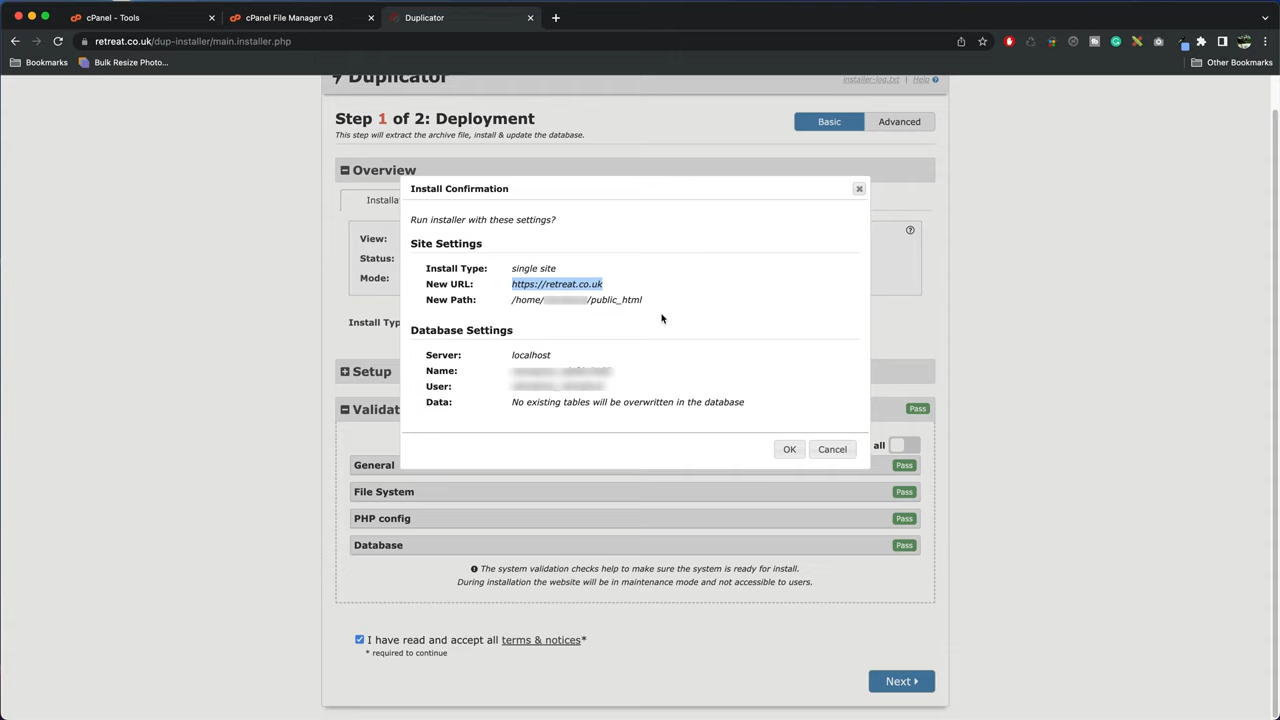 cPanel - Tools
cPanel File Manager v3
Duplicator
retreat.co.uk/dup-installer/main.installer.php
Bookmarks
Bulk Resize Photo...
Other Bookmarks
Duplicator
installer-log.txt | Help
Step 1 of 2: Deployment
Basic
Advanced
This step will extract the archive file, install & update the database.
Overview
Installa
View:
Status:
Mode:
Install Typ
Setup
Validat
Pass
all
General
Pass
File System
Pass
PHP config
Pass
Database
Pass
The system validation checks help to make sure the system is ready for install.
During installation the website will be in maintenance mode and not accessible to users.
I have read and accept all terms & notices*
* required to continue
Next
Install Confirmation
Run installer with these settings?
Site Settings
Install Type: single site
New URL: https://retreat.co.uk
New Path: /home/ /public_html
Database Settings
Server: localhost
Name:
User:
Data: No existing tables will be overwritten in the database
OK
Cancel